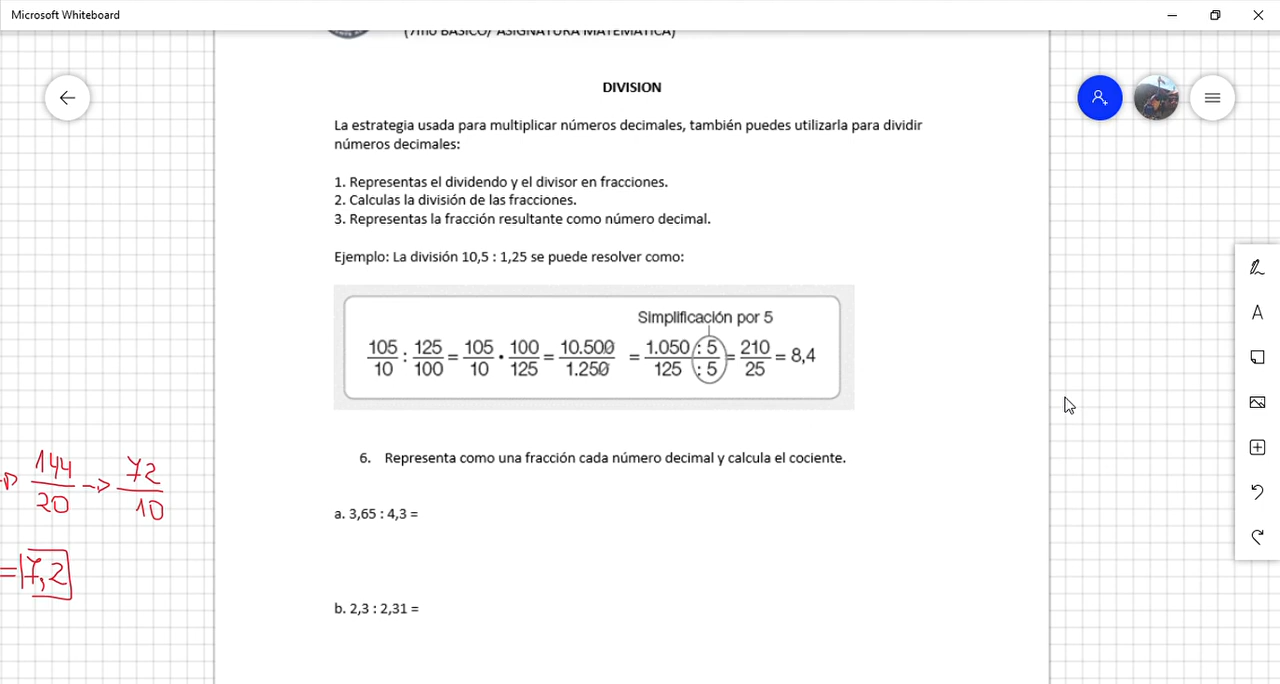 Microsoft Whiteboard
(7mo BASICO/ ASIGNATURA MATEMATICA)
DIVISION
La estrategia usada para multiplicar números decimales, también puedes utilizarla para dividir
números decimales:
1. Representas el dividendo y el divisor en fracciones.
2. Calculas la división de las fracciones.
3. Representas la fracción resultante como número decimal.
Ejemplo: La división 10,5 : 1,25 se puede resolver como:
Simplificación por 5
105/10 : 125/100 = 105/10 • 100/125 = 10.500/1.250 = 1.050 : 5/125 : 5 = 210/25 = 8,4
144/20 → 72/10
= 7,2
6. Representa como una fracción cada número decimal y calcula el cociente.
a. 3,65 : 4,3 =
b. 2,3 : 2,31 =